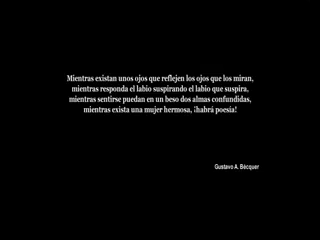 Mientras existan unos ojos que reflejen los ojos que los miran,
mientras responda el labio suspirando el labio que suspira,
mientras sentirse puedan en un beso dos almas confundidas,
mientras exista una mujer hermosa, ¡habrá poesía!
Gustavo A. Bécquer